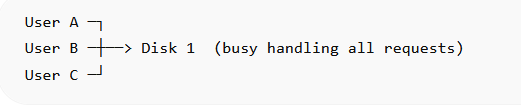 User A ─┐
User B ─┼──> Disk 1  (busy handling all requests)
User C ─┘